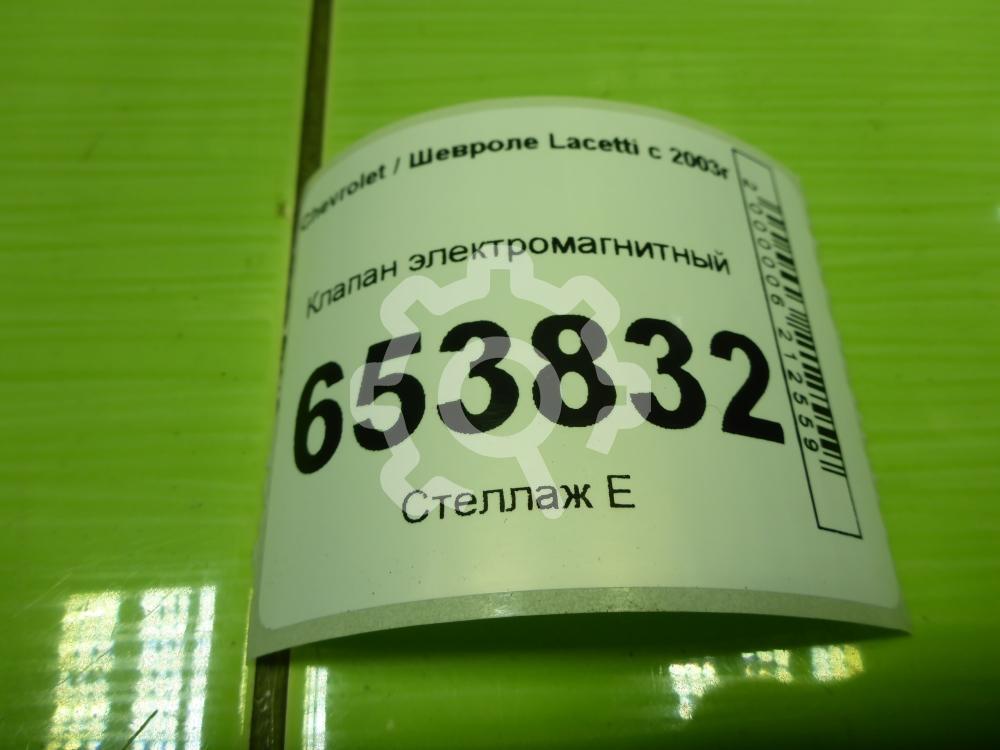 Chevrolet / Шевроле Lacetti с 2003г
Клапан электромагнитный
653832
Стеллаж Е
2000006212559